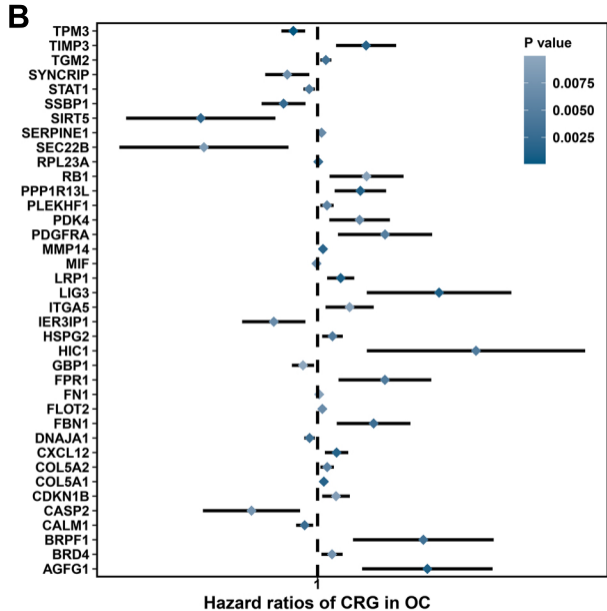 B
TPM3
TIMP3
TGM2
SYNCRIP
STAT1
SSBP1
SIRT5
SERPINE1
SEC22B
RPL23A
RB1
PPP1R13L
PLEKHF1
PDK4
PDGFRA
MMP14
MIF
LRP1
LIG3
ITGA5
IER3IP1
HSPG2
HIC1
GBP1
FPR1
FN1
FLOT2
FBN1
DNAJA1
CXCL12
COL5A2
COL5A1
CDKN1B
CASP2
CALM1
BRPF1
BRD4
AGFG1
P value
0.0075
0.0050
0.0025
1
Hazard ratios of CRG in OC